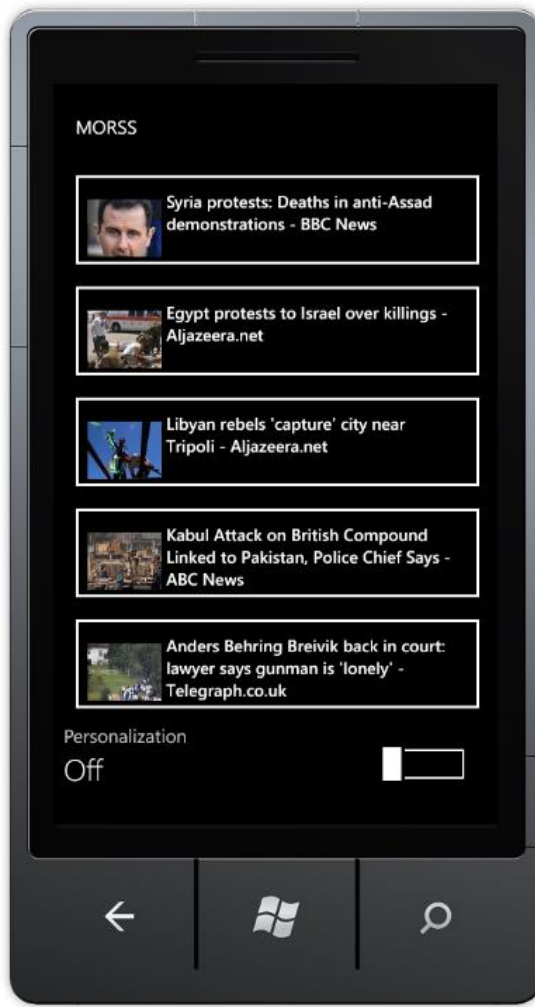 MORSS
Syria protests: Deaths in anti-Assad
demonstrations - BBC News
Egypt protests to Israel over killings -
Aljazeera.net
Libyan rebels 'capture' city near
Tripoli - Aljazeera.net
Kabul Attack on British Compound
Linked to Pakistan, Police Chief Says -
ABC News
Anders Behring Breivik back in court:
lawyer says gunman is 'lonely' -
Telegraph.co.uk
Personalization
Off